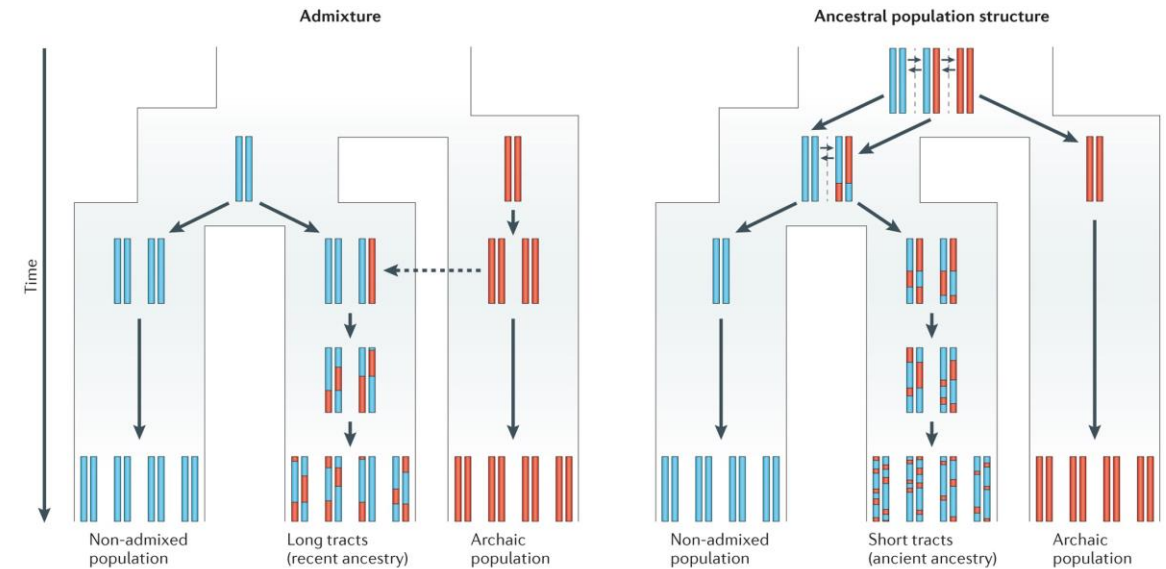 Admixture
Ancestral population structure
Time
Non-admixed
population
Long tracts
(recent ancestry)
Archaic
population
Non-admixed
population
Short tracts
(ancient ancestry)
Archaic
population